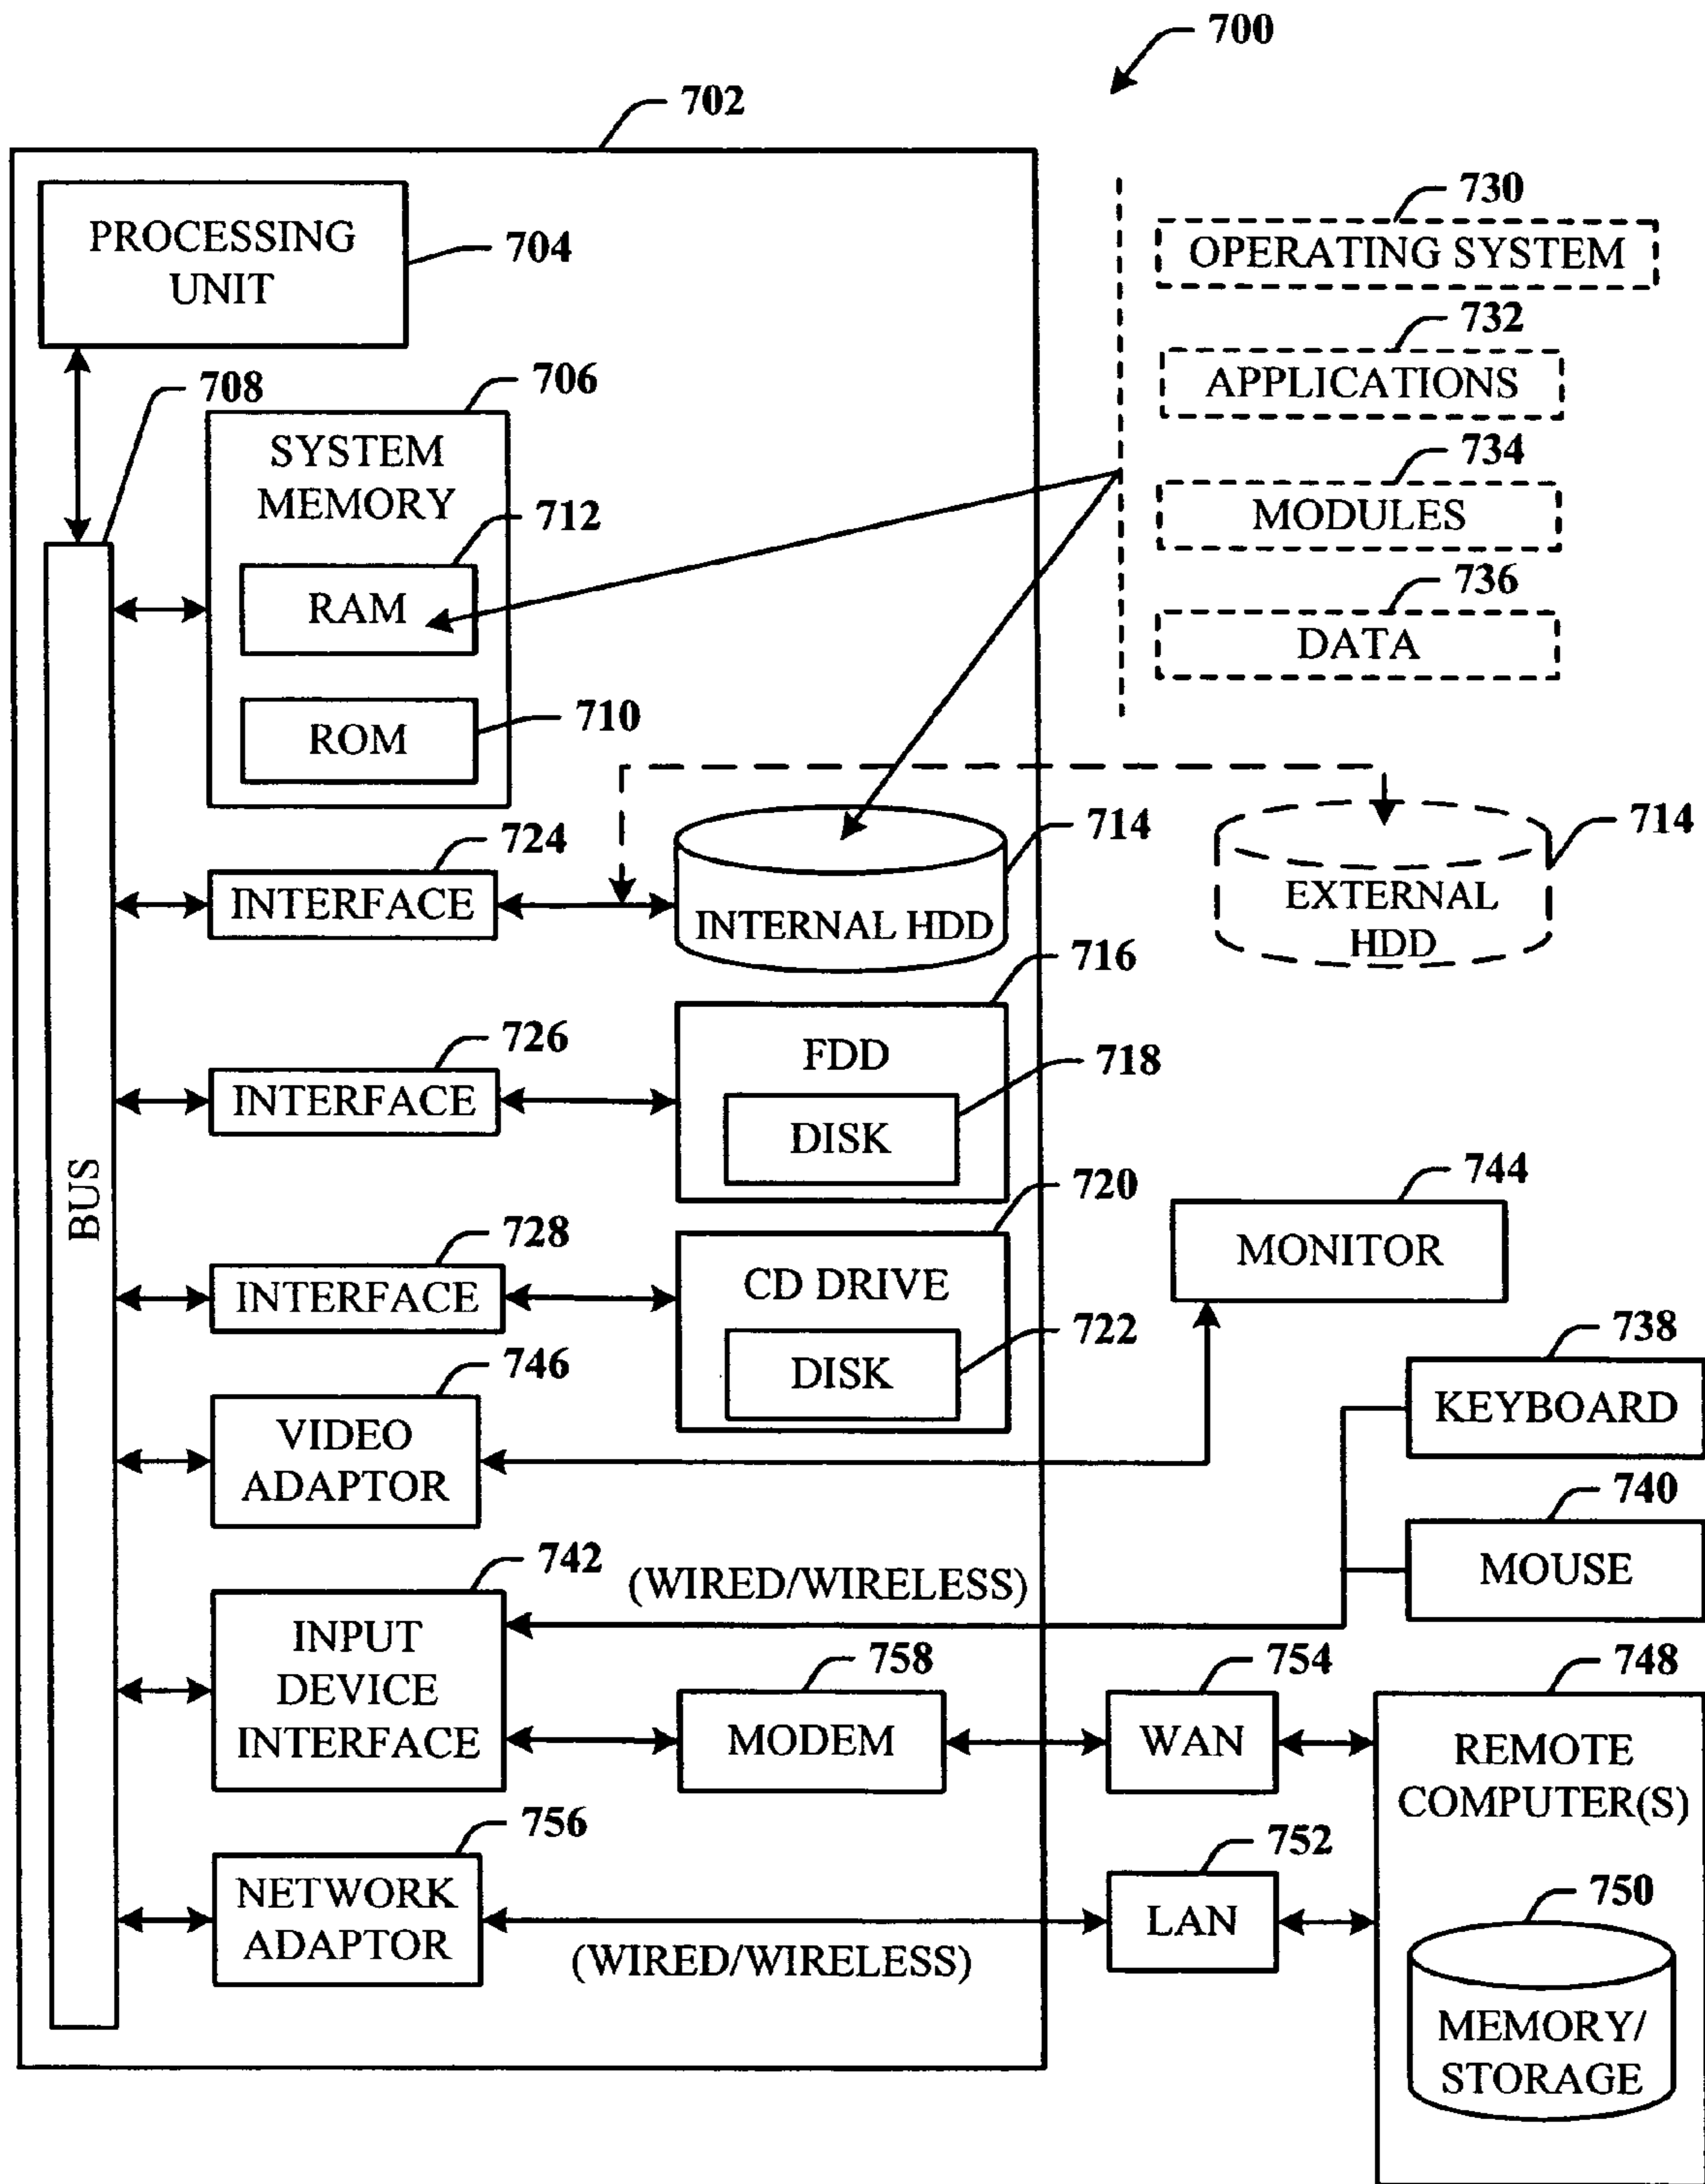 700
702
PROCESSING
UNIT
704
730
OPERATING SYSTEM
732
APPLICATIONS
734
MODULES
736
DATA
708
706
SYSTEM
MEMORY
712
RAM
710
ROM
724
INTERFACE
714
INTERNAL HDD
714
EXTERNAL
HDD
716
FDD
718
DISK
726
INTERFACE
BUS
720
CD DRIVE
722
DISK
728
INTERFACE
744
MONITOR
746
VIDEO
ADAPTOR
738
KEYBOARD
740
MOUSE
742
(WIRED/WIRELESS)
INPUT
DEVICE
INTERFACE
758
MODEM
754
WAN
748
REMOTE
COMPUTER(S)
756
NETWORK
ADAPTOR
(WIRED/WIRELESS)
752
LAN
750
MEMORY/
STORAGE